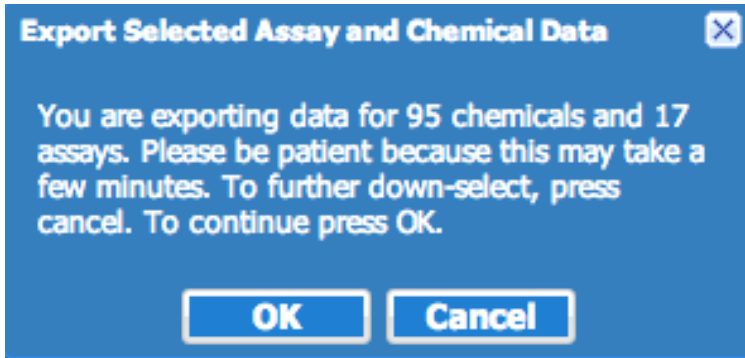 Export Selected Assay and Chemical Data
You are exporting data for 95 chemicals and 17
assays. Please be patient because this may take a
few minutes. To further down-select, press
cancel. To continue press OK.
OK Cancel